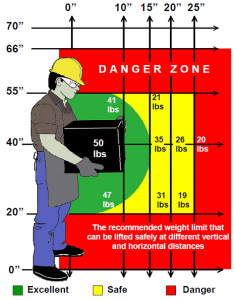 0" 10" 15" 20" 25"
70"
66"
DANGER ZONE
55"
41 lbs
21 lbs
50 lbs
40"
35 lbs
26 lbs
20 lbs
47 lbs
31 lbs
19 lbs
20"
The recommended weight limit that
can be lifted safely at different vertical
and horizontal distances
0"
Excellent Safe Danger